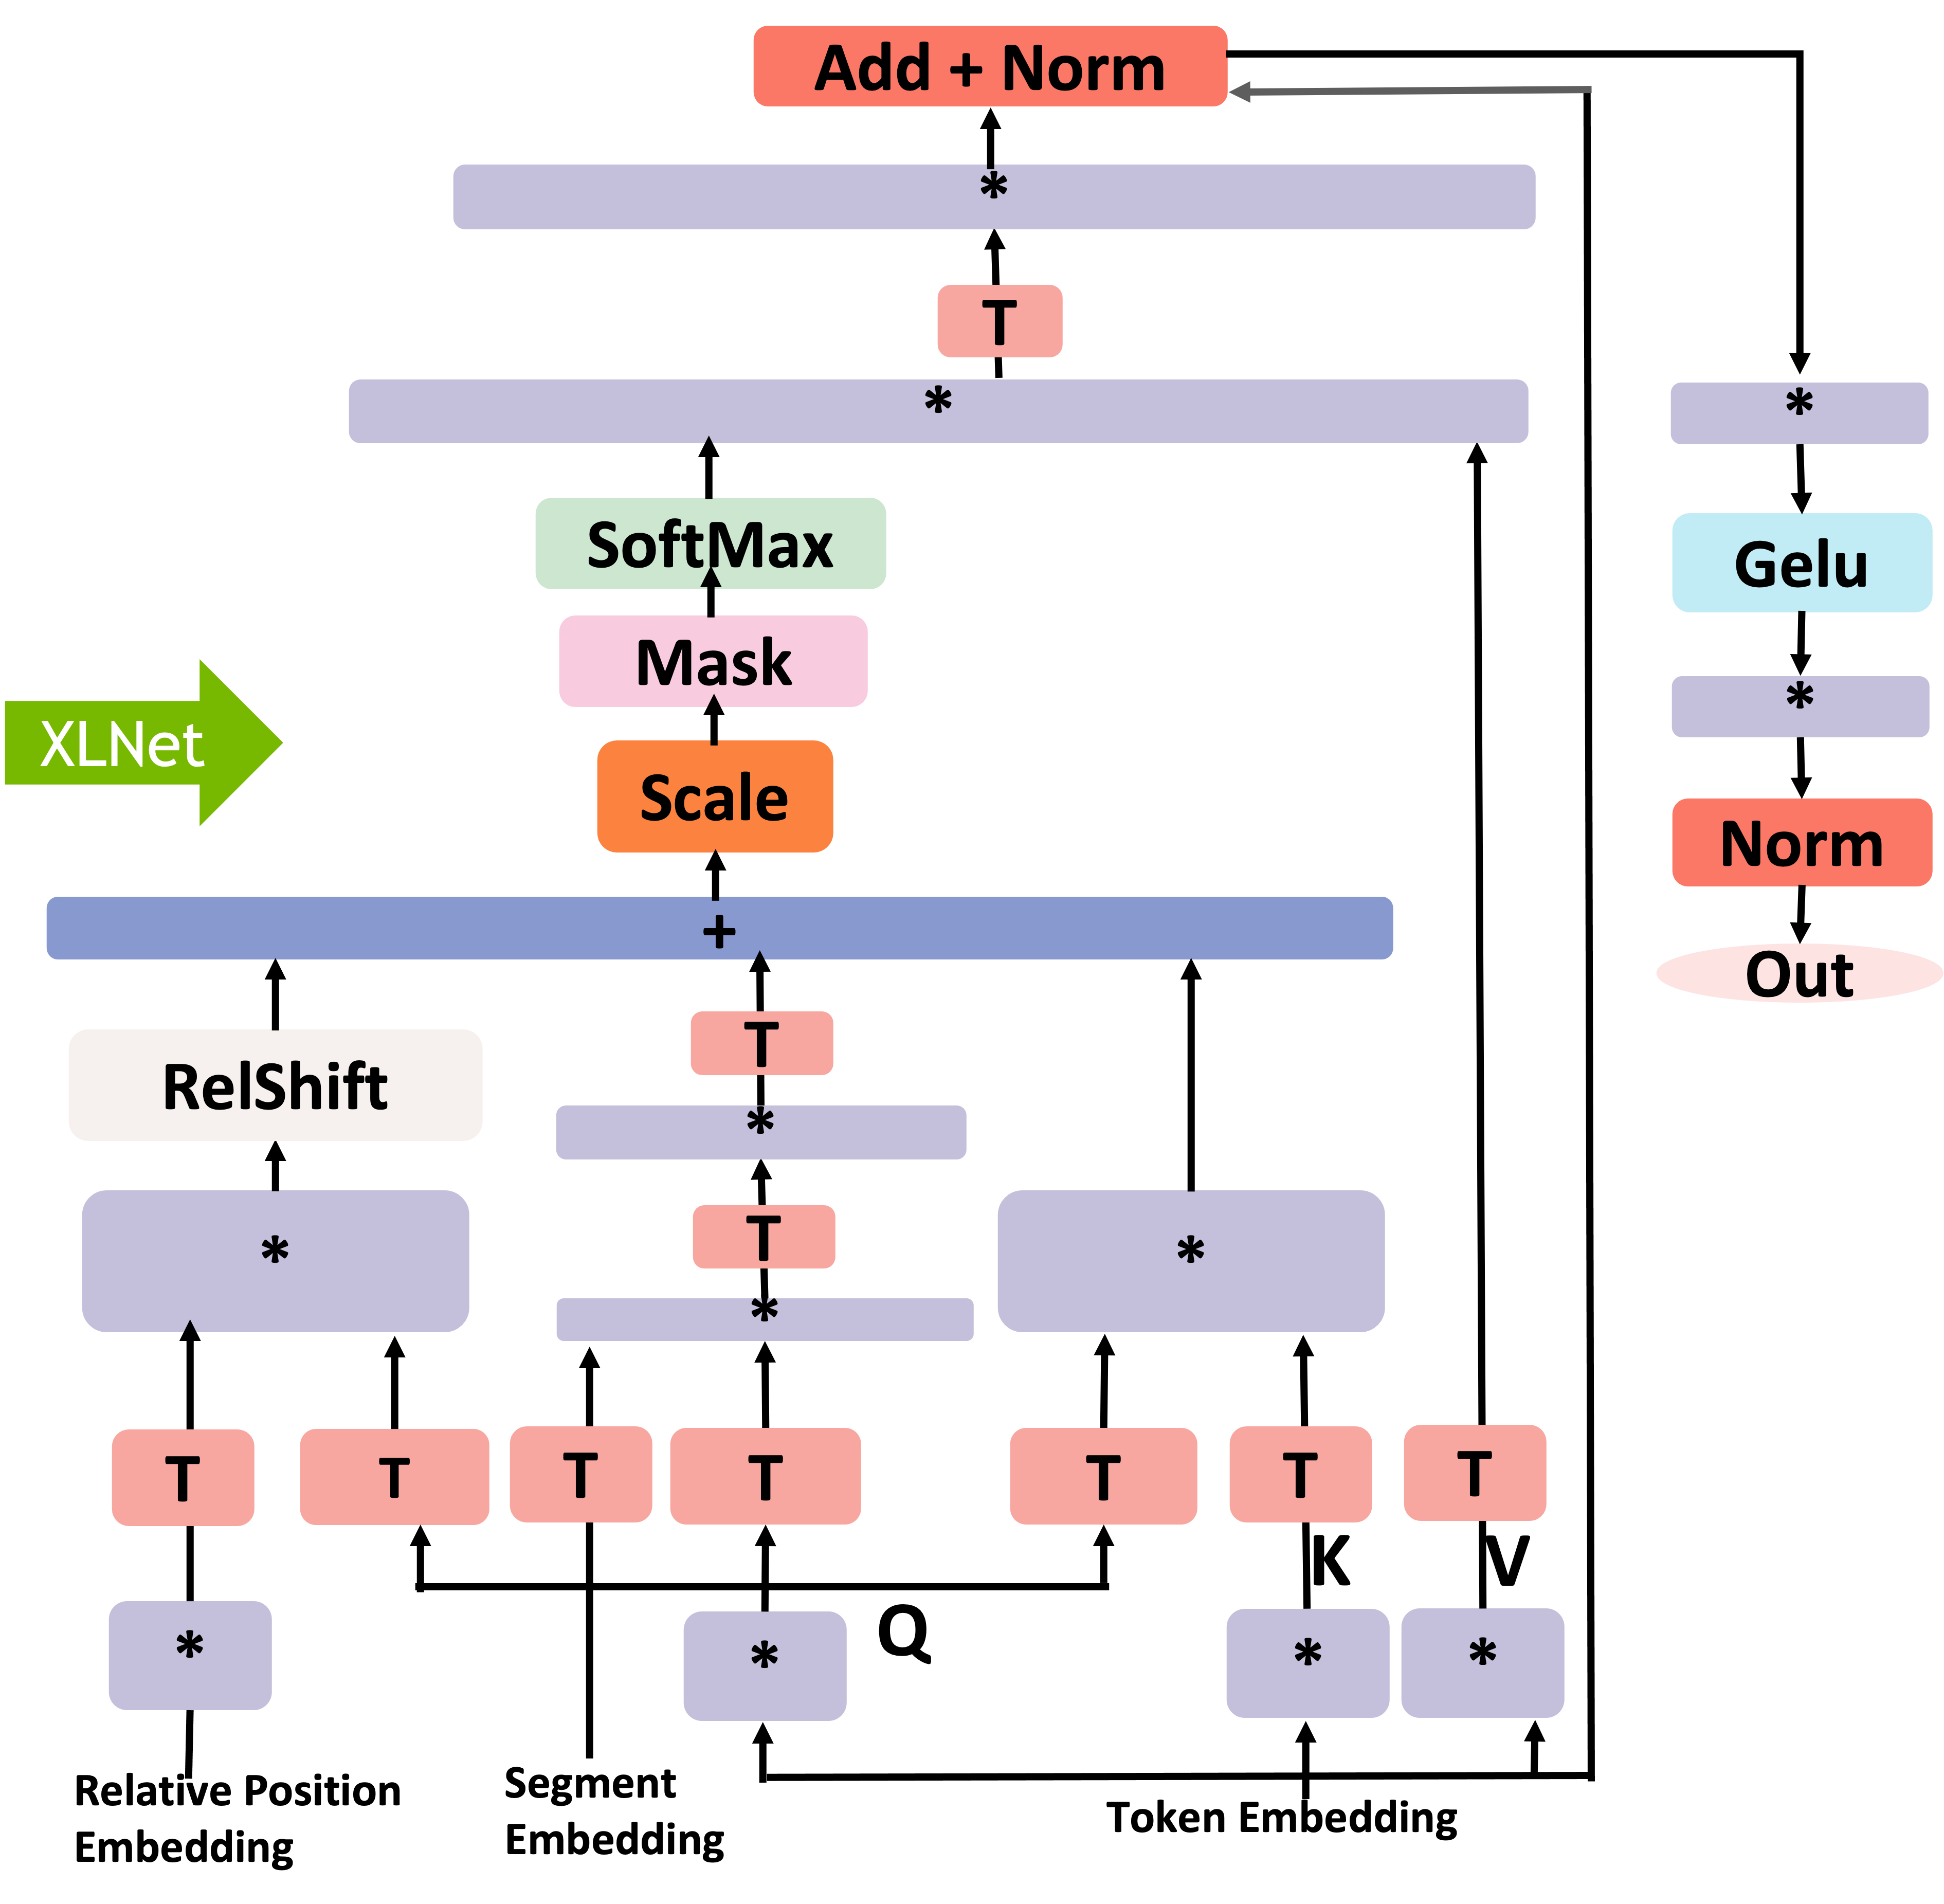 Add + Norm
*
T
*
*
SoftMax
Gelu
Mask
*
XLNet
Scale
Norm
+
Out
T
RelShift
*
T
* *
*
T T T T T T T
K V
Q
* * * *
Relative Position
Embedding
Segment
Embedding
Token Embedding